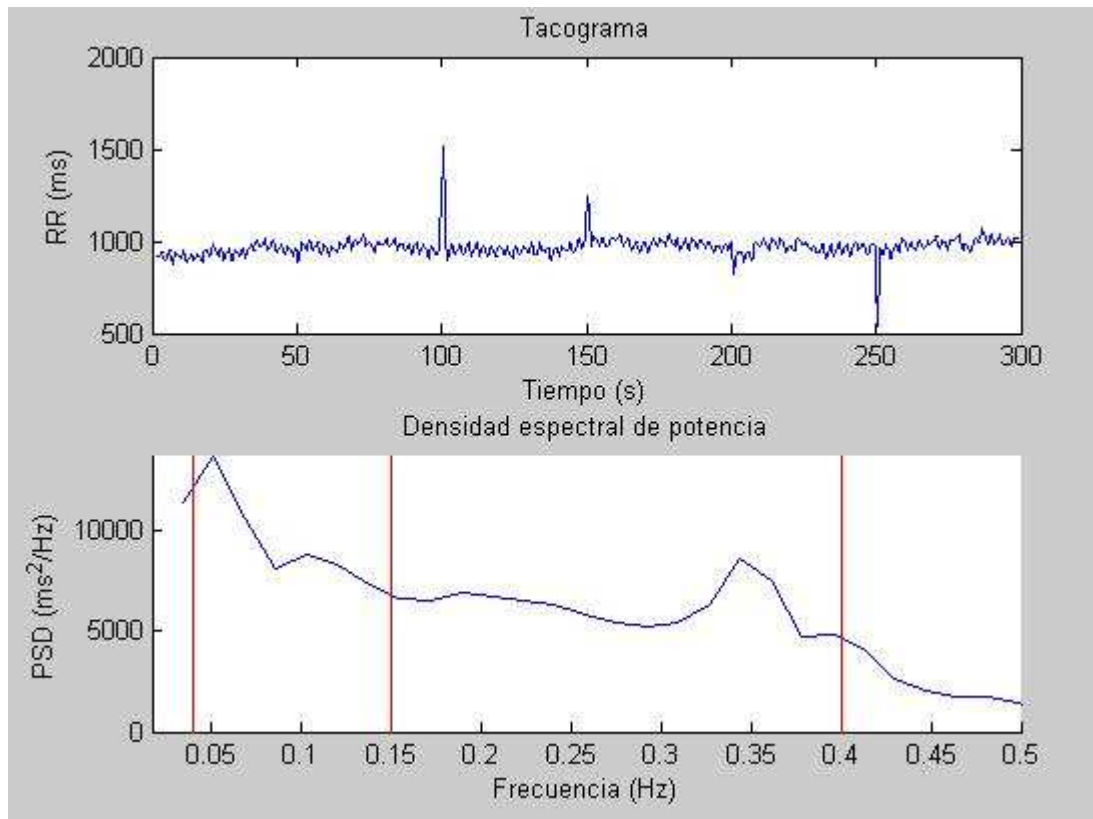 Tacograma
2000
1500
1000
500
RR (ms)
0 50 100 150 200 250 300
Tiempo (s)
Densidad espectral de potencia
10000
5000
0
PSD (ms²/Hz)
0.05 0.1 0.15 0.2 0.25 0.3 0.35 0.4 0.45 0.5
Frecuencia (Hz)